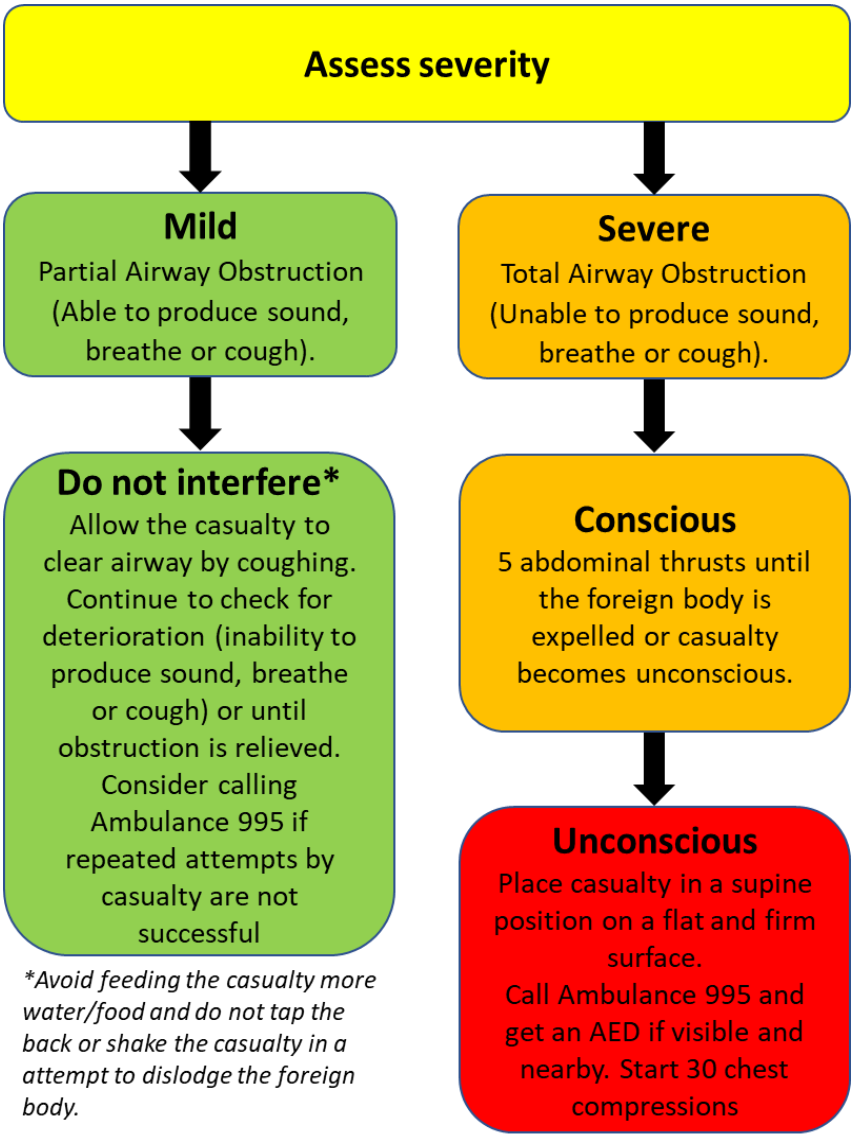 Assess severity
Mild
Partial Airway Obstruction
(Able to produce sound,
breathe or cough).
Severe
Total Airway Obstruction
(Unable to produce sound,
breathe or cough).
Do not interfere*
Allow the casualty to
clear airway by coughing.
Continue to check for
deterioration (inability to
produce sound, breathe
or cough) or until
obstruction is relieved.
Consider calling
Ambulance 995 if
repeated attempts by
casualty are not
successful
*Avoid feeding the casualty more
water/food and do not tap the
back or shake the casualty in a
attempt to dislodge the foreign
body.
Conscious
5 abdominal thrusts until
the foreign body is
expelled or casualty
becomes unconscious.
Unconscious
Place casualty in a supine
position on a flat and firm
surface.
Call Ambulance 995 and
get an AED if visible and
nearby. Start 30 chest
compressions